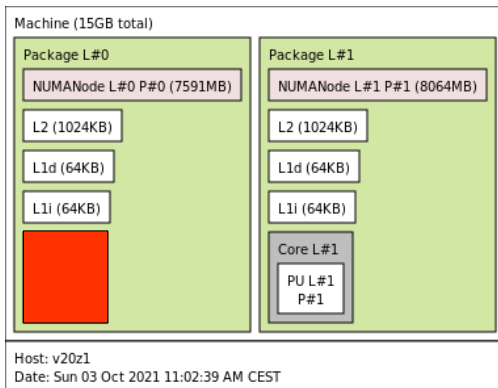 Machine (15GB total)
Package L#0
NUMANode L#0 P#0 (7591MB)
L2 (1024KB)
L1d (64KB)
L1i (64KB)
Package L#1
NUMANode L#1 P#1 (8064MB)
L2 (1024KB)
L1d (64KB)
L1i (64KB)
Core L#1
PU L#1
P#1
Host: v20z1
Date: Sun 03 Oct 2021 11:02:39 AM CEST